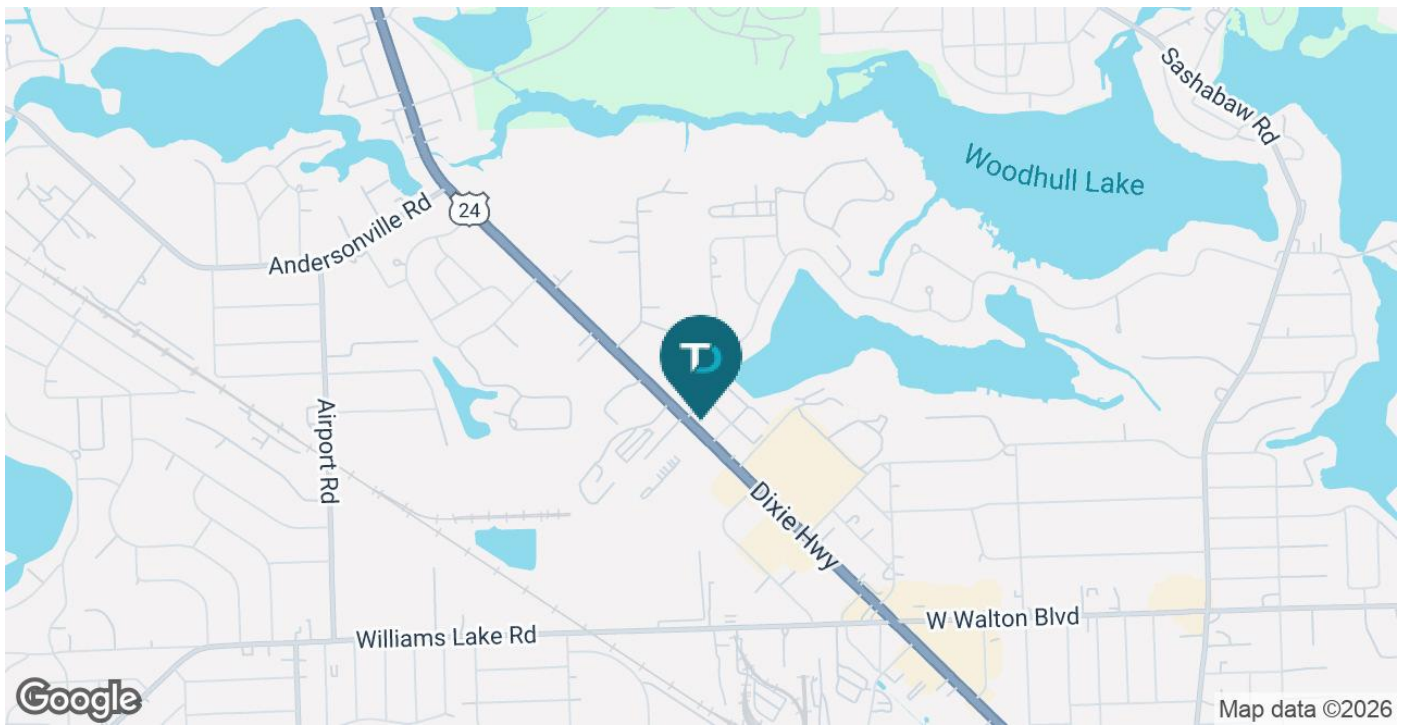 Sashabaw Rd
Woodhull Lake
24
Andersonville Rd
TD
Airport Rd
Dixie Hwy
W Walton Blvd
Williams Lake Rd
Google
Map data ©2026